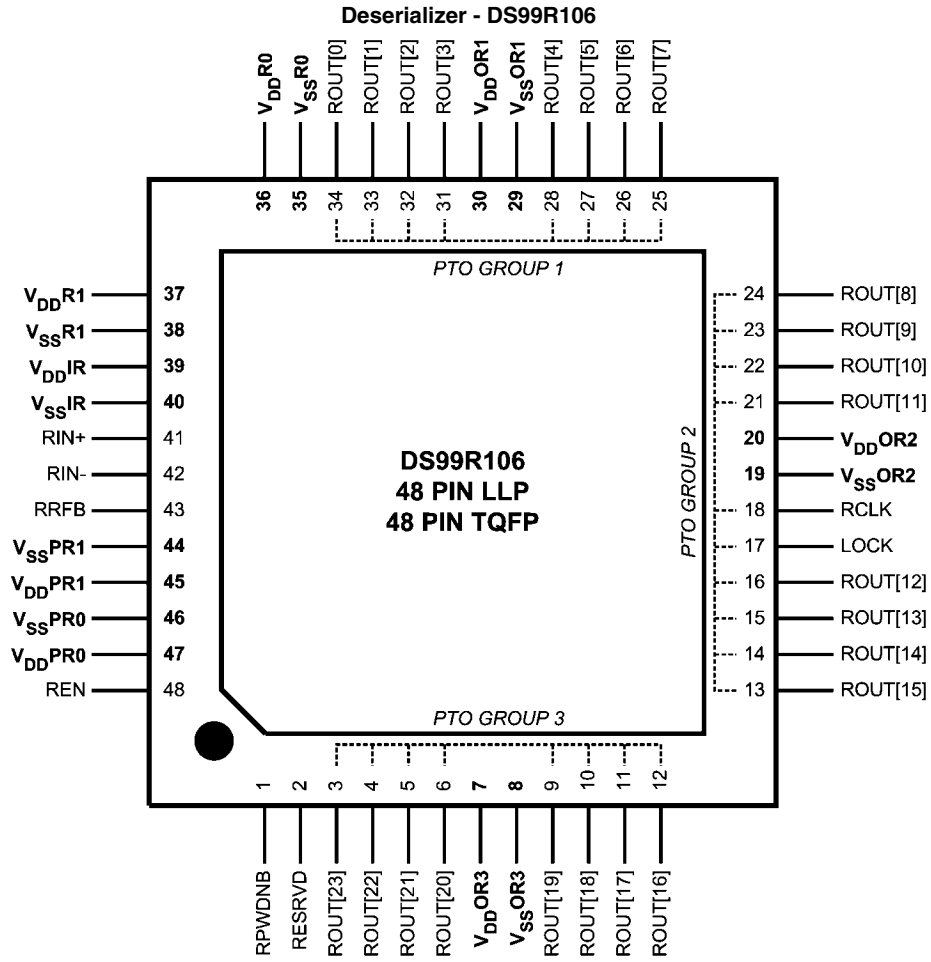 Deserializer - DS99R106
VDDR0
VSSR0
ROUT[0]
ROUT[1]
ROUT[2]
ROUT[3]
VDDOR1
VSSOR1
ROUT[4]
ROUT[5]
ROUT[6]
ROUT[7]
36
35
34
33
32
31
30
29
28
27
26
25
PTO GROUP 1
VDDR1 37
VSSR1 38
VDDIR 39
VSSIR 40
RIN+ 41
RIN- 42
RRFB 43
VSSPR1 44
VDDPR1 45
VSSPR0 46
VDDPR0 47
REN 48
DS99R106
48 PIN LLP
48 PIN TQFP
PTO GROUP 2
24 ROUT[8]
23 ROUT[9]
22 ROUT[10]
21 ROUT[11]
20 VDDOR2
19 VSSOR2
18 RCLK
17 LOCK
16 ROUT[12]
15 ROUT[13]
14 ROUT[14]
13 ROUT[15]
PTO GROUP 3
1
2
3
4
5
6
7
8
9
10
11
12
RPWDNB
RESRVD
ROUT[23]
ROUT[22]
ROUT[21]
ROUT[20]
VDDOR3
VSSOR3
ROUT[19]
ROUT[18]
ROUT[17]
ROUT[16]